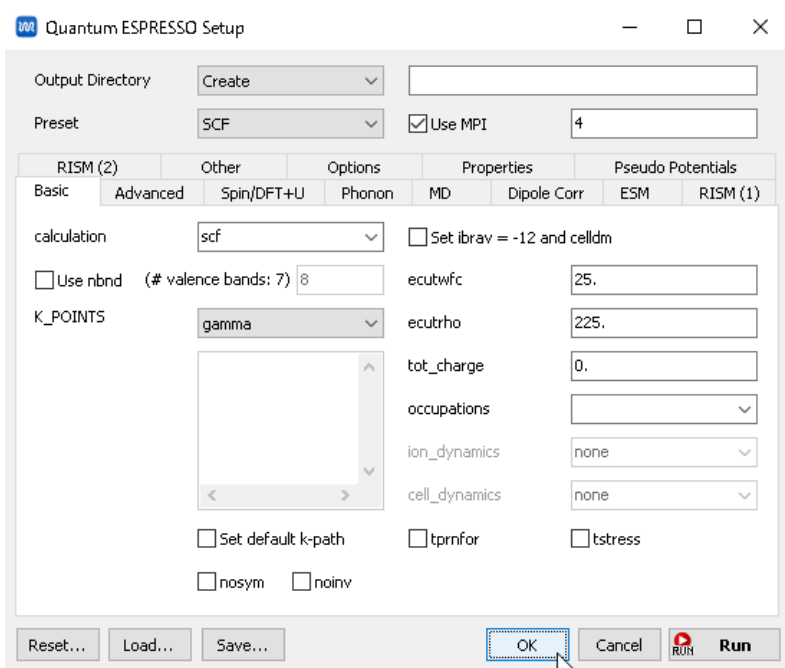 Quantum ESPRESSO Setup
Output Directory Create
Preset SCF Use MPI 4
RISM (2) Other Options Properties Pseudo Potentials
Basic Advanced Spin/DFT+U Phonon MD Dipole Corr ESM RISM (1)
calculation scf Set ibrav = -12 and celldm
Use nbnd (# valence bands: 7) 8 ecutwfc 25.
K_POINTS gamma ecutrho 225.
tot_charge 0.
occupations
ion_dynamics none
cell_dynamics none
Set default k-path tprnfor tstress
nosym noinv
Reset... Load... Save... OK Cancel RUN Run